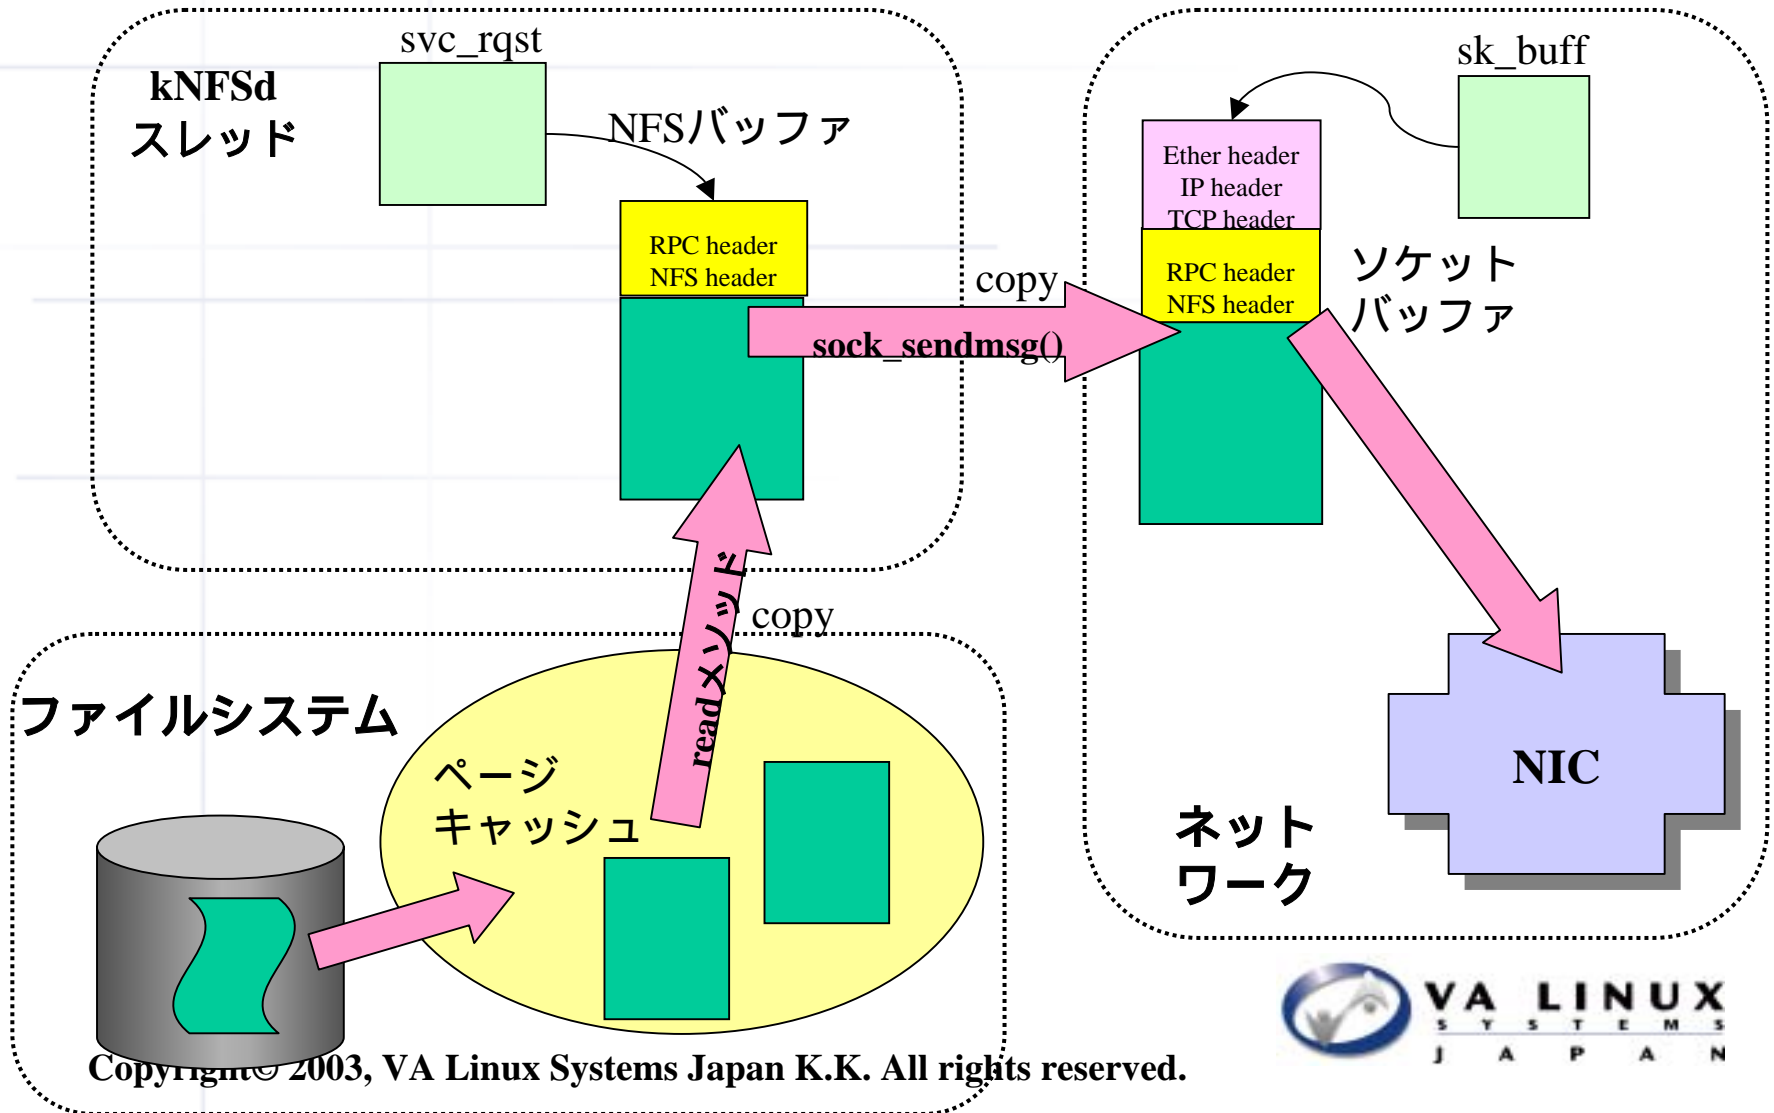 svc_rqst
kNFSd
スレッド
NFSバッファ
RPC header
NFS header
copy
sock_sendmsg()
sk_buff
Ether header
IP header
TCP header
RPC header
NFS header
ソケット
バッファ
readメソッド
copy
ファイルシステム
ページ
キャッシュ
NIC
ネット
ワーク
VA LINUX
SYSTEMS
JAPAN
Copyright© 2003, VA Linux Systems Japan K.K. All rights reserved.